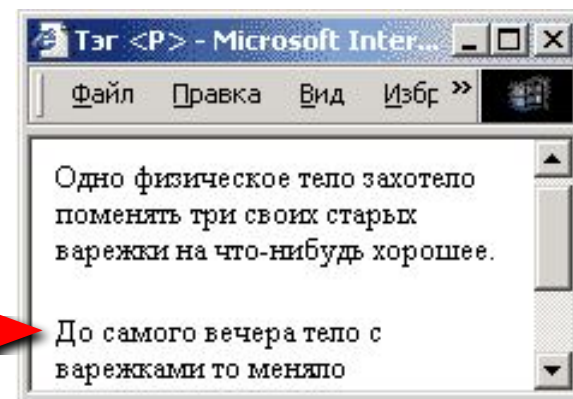 Тэг <P> - Microsoft Inter...
Файл Правка Вид Избр »
Одно физическое тело захотело
поменять три своих старых
варежки на что-нибудь хорошее.
До самого вечера тело с
варежками то меняло